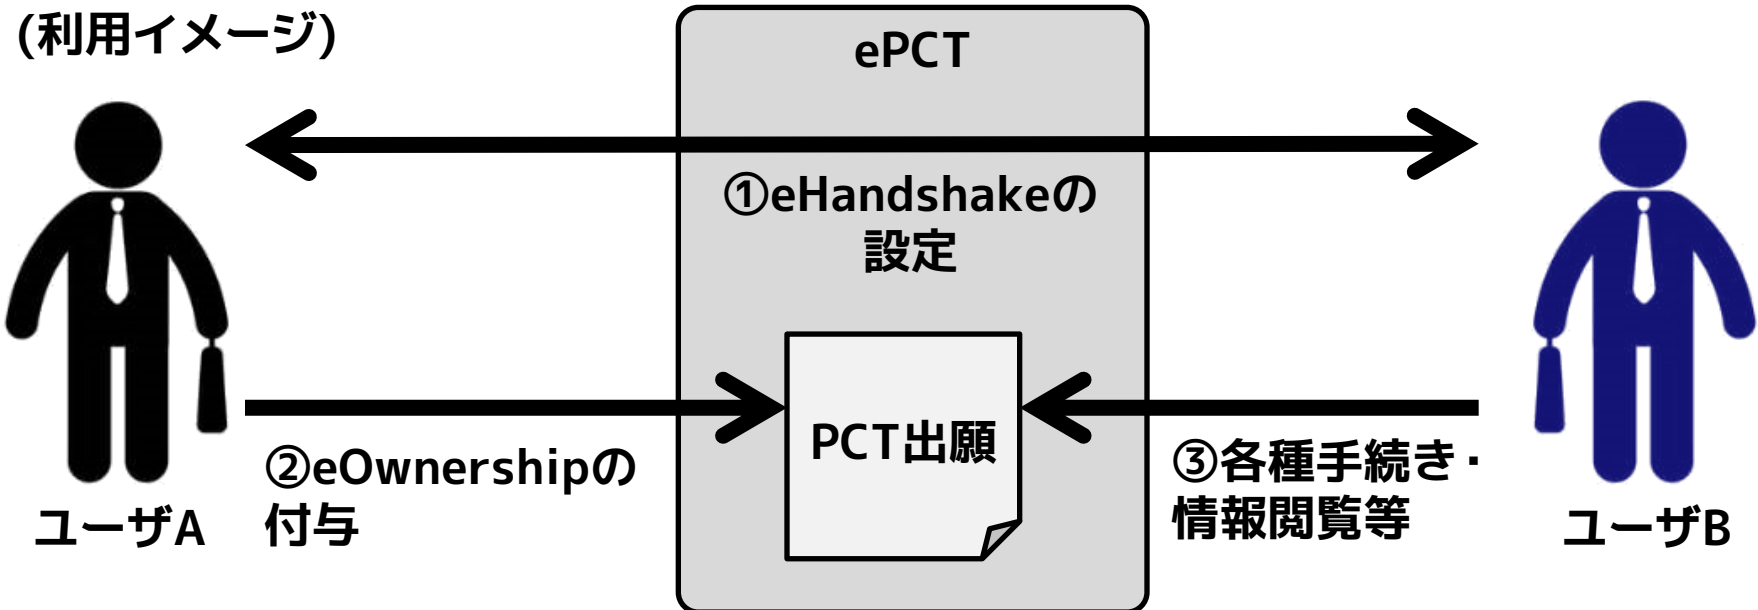 (利用イメージ)
ePCT
①eHandshakeの
設定
PCT出願
②eOwnershipの
付与
③各種手続き・
情報閲覧等
ユーザA
ユーザB